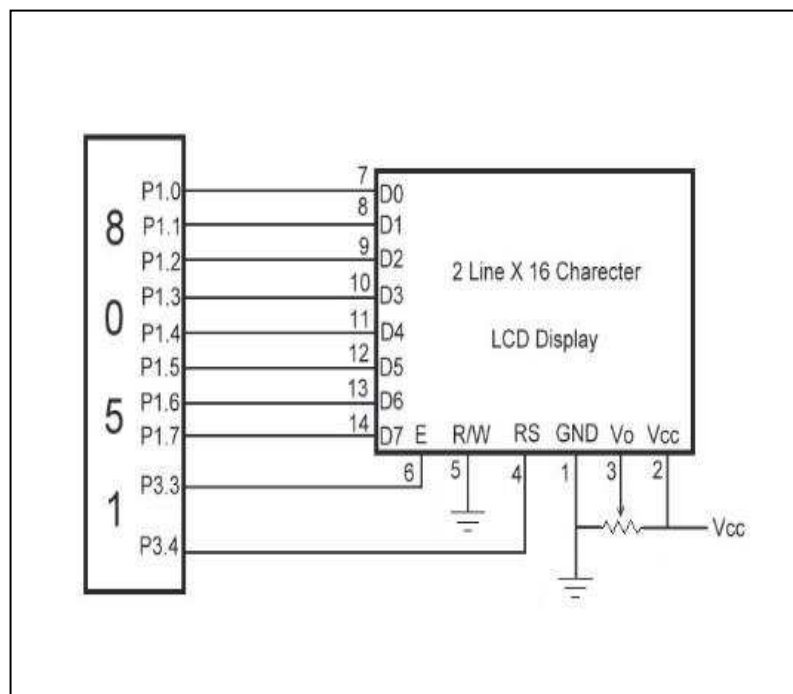 P1.0 7 D0
P1.1 8 D1
P1.2 9 D2
P1.3 10 D3
P1.4 11 D4
P1.5 12 D5
P1.6 13 D6
P1.7 14 D7
P3.3
P3.4
8
0
5
1
2 Line X 16 Charecter
LCD Display
E R/W RS GND Vo Vcc
6 5 4 1 3 2
Vcc